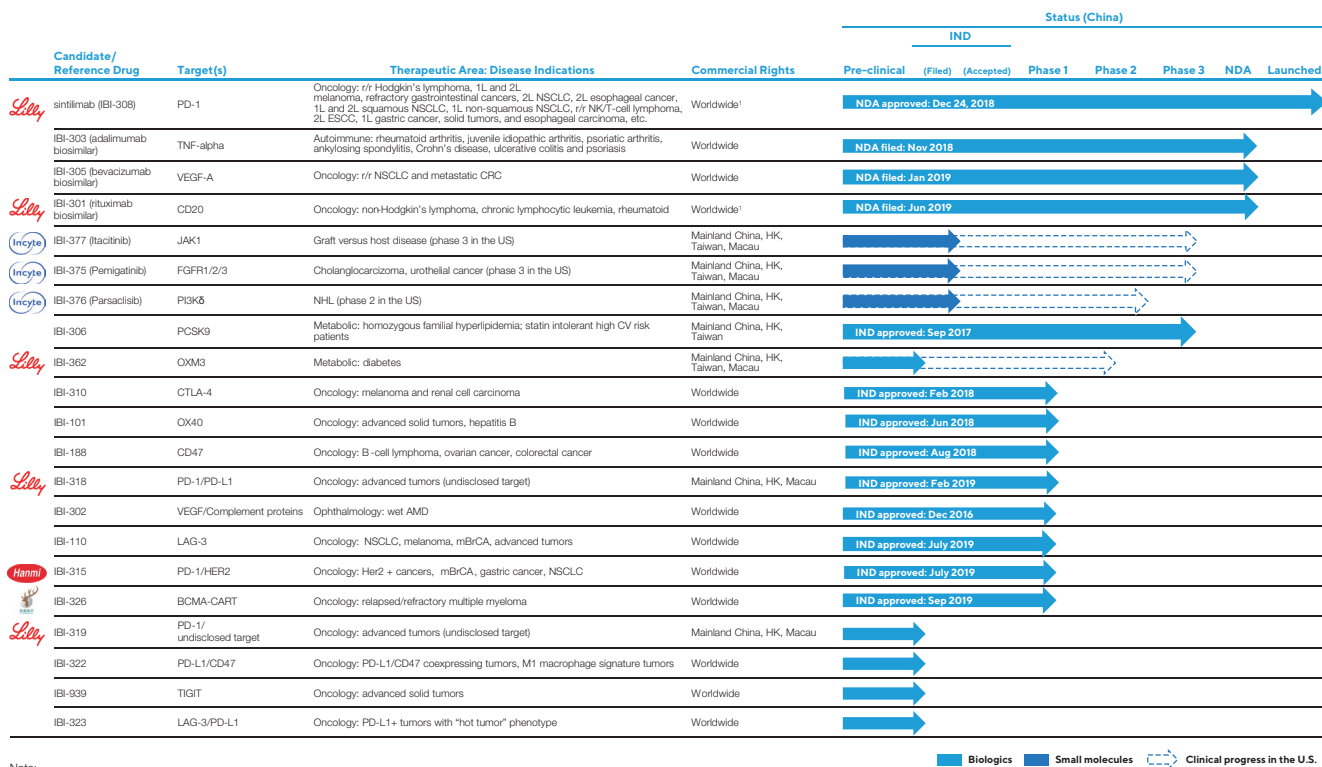 Status (China)
IND
Candidate/
Reference Drug Target(s) Therapeutic Area: Disease Indications Commercial Rights Pre-clinical (Filed) (Accepted) Phase 1 Phase 2 Phase 3 NDA Launched
Lilly sintilimab (IBI-308) PD-1
Oncology: r/r Hodgkin's lymphoma, 1L and 2L
melanoma, refractory gastrointestinal cancers, 2L NSCLC, 2L esophageal cancer,
1L and 2L squamous NSCLC, 1L non-squamous NSCLC, r/r NK/T-cell lymphoma,
2L ESCC, 1L gastric cancer, solid tumors, and esophageal carcinoma, etc.
Worldwide† NDA approved: Dec 24, 2018
IBI-303 (adalimumab
biosimilar)
TNF-alpha
Autoimmune: rheumatoid arthritis, juvenile idiopathic arthritis, psoriatic arthritis,
ankylosing spondylitis, Crohn's disease, ulcerative colitis and psoriasis
Worldwide NDA filed: Nov 2018
IBI-305 (bevacizumab
biosimilar)
VEGF-A Oncology: r/r NSCLC and metastatic CRC Worldwide NDA filed: Jan 2019
Lilly IBI-301 (rituximab
biosimilar)
CD20 Oncology: non-Hodgkin's lymphoma, chronic lymphocytic leukemia, rheumatoid Worldwide† NDA filed: Jun 2019
Incyte IBI-377 (Itacitinib) JAK1 Graft versus host disease (phase 3 in the US)
Mainland China, HK,
Taiwan, Macau
Incyte IBI-375 (Pemigatinib) FGFR1/2/3 Cholanglocarcizoma, urothelial cancer (phase 3 in the US)
Mainland China, HK,
Taiwan, Macau
Incyte IBI-376 (Parsaclisib) PI3Kδ NHL (phase 2 in the US)
Mainland China, HK,
Taiwan, Macau
IBI-306 PCSK9
Metabolic: homozygous familial hyperlipidemia; statin intolerant high CV risk
patients
Mainland China, HK,
Taiwan
IND approved: Sep 2017
Lilly IBI-362 OXM3 Metabolic: diabetes
Mainland China, HK,
Taiwan, Macau
IBI-310 CTLA-4 Oncology: melanoma and renal cell carcinoma Worldwide IND approved: Feb 2018
IBI-101 OX40 Oncology: advanced solid tumors, hepatitis B Worldwide IND approved: Jun 2018
IBI-188 CD47 Oncology: B-cell lymphoma, ovarian cancer, colorectal cancer Worldwide IND approved: Aug 2018
Lilly IBI-318 PD-1/PD-L1 Oncology: advanced tumors (undisclosed target) Mainland China, HK, Macau IND approved: Feb 2019
IBI-302 VEGF/Complement proteins Ophthalmology: wet AMD Worldwide IND approved: Dec 2016
IBI-110 LAG-3 Oncology: NSCLC, melanoma, mBrCA, advanced tumors Worldwide IND approved: July 2019
Hanmi IBI-315 PD-1/HER2 Oncology: Her2 + cancers, mBrCA, gastric cancer, NSCLC Worldwide IND approved: July 2019
IBI-326 BCMA-CART Oncology: relapsed/refractory multiple myeloma Worldwide IND approved: Sep 2019
Lilly IBI-319
PD-1/
undisclosed target
Oncology: advanced tumors (undisclosed target) Mainland China, HK, Macau
IBI-322 PD-L1/CD47 Oncology: PD-L1/CD47 coexpressing tumors, M1 macrophage signature tumors Worldwide
IBI-939 TIGIT Oncology: advanced solid tumors Worldwide
IBI-323 LAG-3/PD-L1 Oncology: PD-L1+ tumors with “hot tumor” phenotype Worldwide
Biologics Small molecules Clinical progress in the U.S.